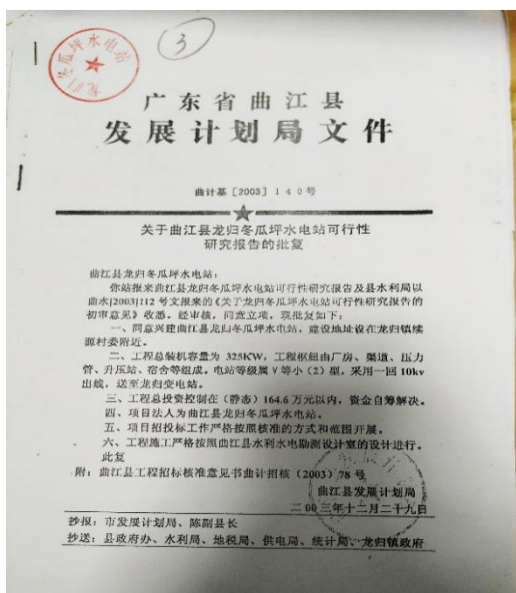 ③
龙归冬瓜坪水电站
广东省曲江县
发展计划局文件
曲计基［2003］140号
关于曲江县龙归冬瓜坪水电站可行性
研究报告的批复
曲江县龙归冬瓜坪水电站：
你站报来曲江县龙归冬瓜坪水电站可行性研究报告及县水利局以
曲水[2003]112号文报来的《关于龙归冬瓜坪水电站可行性研究报告的
初审意见》收悉。经审核，同意立项，现批复如下：
一、同意兴建曲江县龙归冬瓜坪水电站，建设地址设在龙归镇续
源村委附近。
二、工程总装机容量为 325KW，工程枢纽由厂房、渠道、压力
管、升压站、宿舍等组成。电站等级属V等小（2）型，采用一回10kv
出线，送至龙归变电站。
三、工程总投资控制在（静态）164.6万元以内，资金自筹解决。
四、项目法人为曲江县龙归冬瓜坪水电站。
五、项目招投标工作严格按照核准的方式和范围开展。
六、工程施工严格按照曲江县水利水电勘测设计室的设计进行。
此复
附：曲江县工程招标核准意见书曲计招核（2003）78号
曲江县发展计划局
二00三年十二月二十九日
抄报：市发展计划局、陈副县长
抄送：县政府办、水利局、地税局、供电局、统计局、龙归镇政府